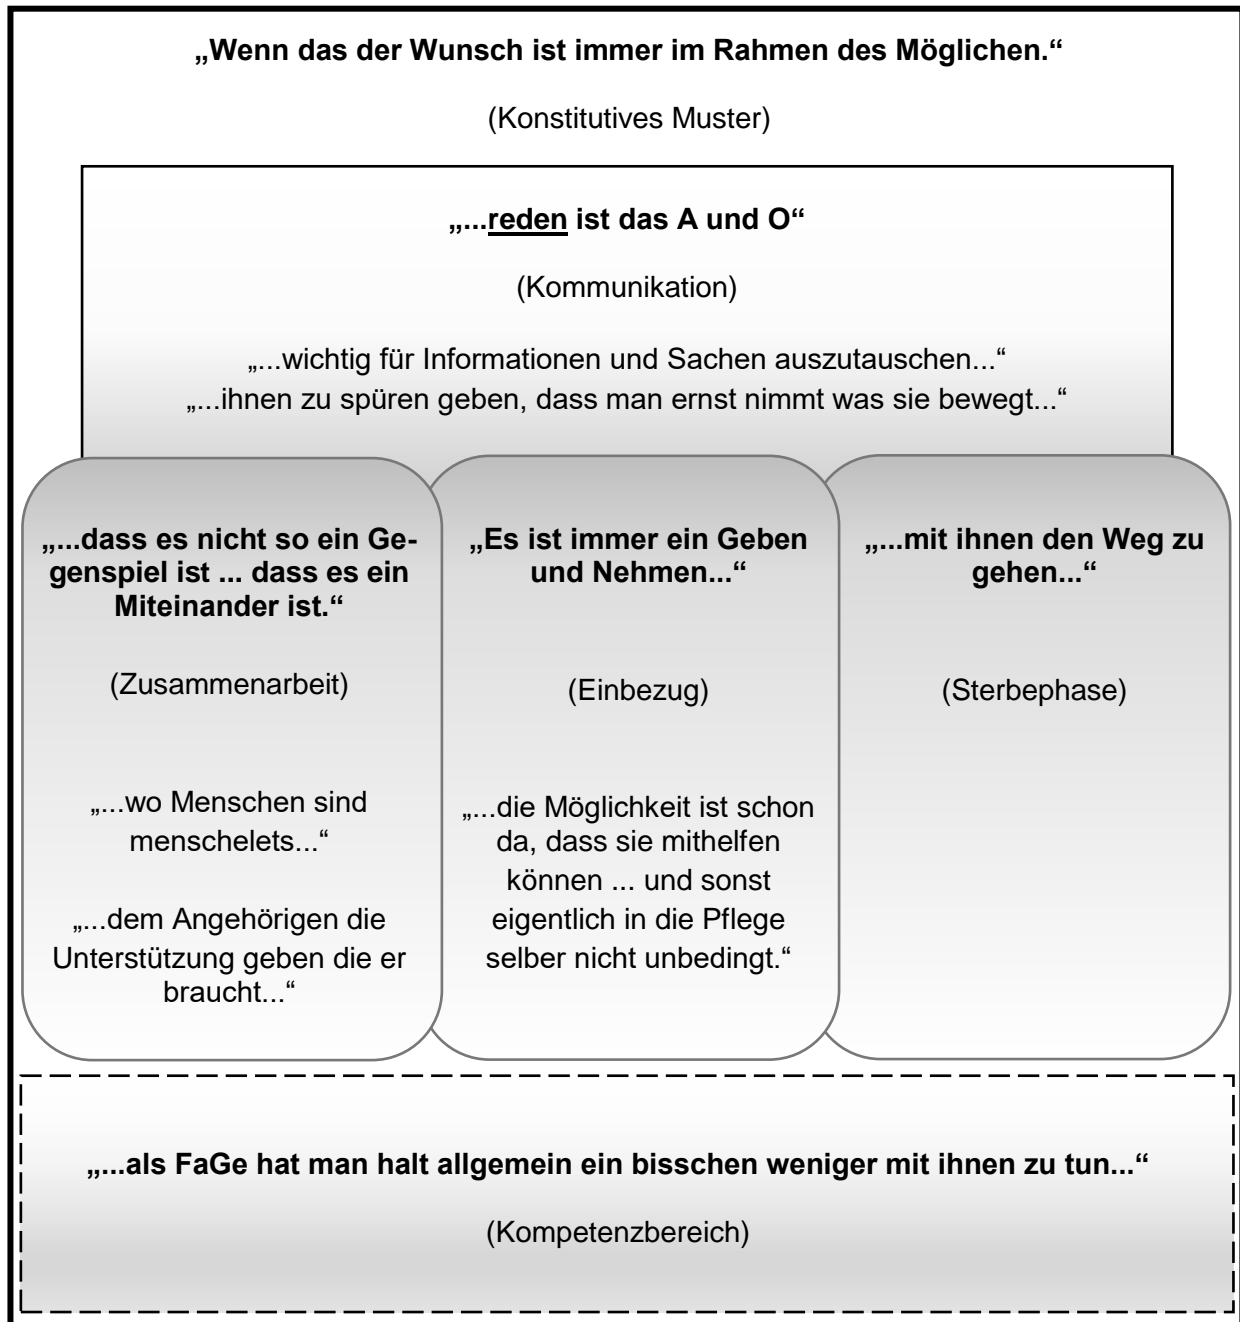 „Wenn das der Wunsch ist immer im Rahmen des Möglichen.“
(Konstitutives Muster)
„...reden ist das A und O“
(Kommunikation)
„...wichtig für Informationen und Sachen auszutauschen...“
„...ihnen zu spüren geben, dass man ernst nimmt was sie bewegt...“
„...dass es nicht so ein Ge-
genspiel ist ... dass es ein
Miteinander ist.“
(Zusammenarbeit)
„...wo Menschen sind
menschelets...“
„...dem Angehörigen die
Unterstützung geben die er
braucht...“
„Es ist immer ein Geben
und Nehmen...“
(Einbezug)
„...die Möglichkeit ist schon
da, dass sie mithelfen
können ... und sonst
eigentlich in die Pflege
selber nicht unbedingt.“
„...mit ihnen den Weg zu
gehen...“
(Sterbephase)
„...als FaGe hat man halt allgemein ein bisschen weniger mit ihnen zu tun...“
(Kompetenzbereich)